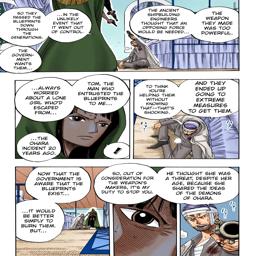 SO THEY
PASSED THE
BLUEPRINTS
DOWN
THROUGH
THE
GENERATIONS.
...IN THE
UNLIKELY
EVENT THAT
IT WENT OUT
OF CONTROL.
THE
ANCIENT
SHIPBUILDING
ENGINEERS
THOUGHT THAT
AN OPPOSING
FORCE WOULD
BE NEEDED...
THE
WEAPON
THEY MADE
WAS TOO
POWERFUL.
THE
GOVERN-
MENT
WANTS
THEM...
...ALWAYS
WORRIED
ABOUT A LONE
GIRL WHO'D
ESCAPED
FROM...
TOM, THE
MAN WHO
ENTRUSTED THE
BLUEPRINTS
TO ME...
TO THINK
YOU'RE
HELPING THEM
WITHOUT
KNOWING
THAT--THAT'S
SHOCKING.
AND THEY
ENDED UP
GOING TO
EXTREME
MEASURES
TO GET THEM.
...THE
OHARA
INCIDENT
20 YEARS
AGO.
NOW THAT THE
GOVERNMENT IS
AWARE THAT THE
BLUEPRINTS
EXIST...
...IT WOULD
BE BETTER
SIMPLY
TO BURN
THEM.
BUT...
SO, OUT OF
CONSIDERATION
FOR THE
WEAPON'S
MAKERS, IT'S
MY DUTY TO
STOP YOU.
HE THOUGHT SHE
WAS A THREAT,
DESPITE HER
AGE, BECAUSE
SHE SHARED
THE IDEAS OF
THE DEMONS
OF OHARA.